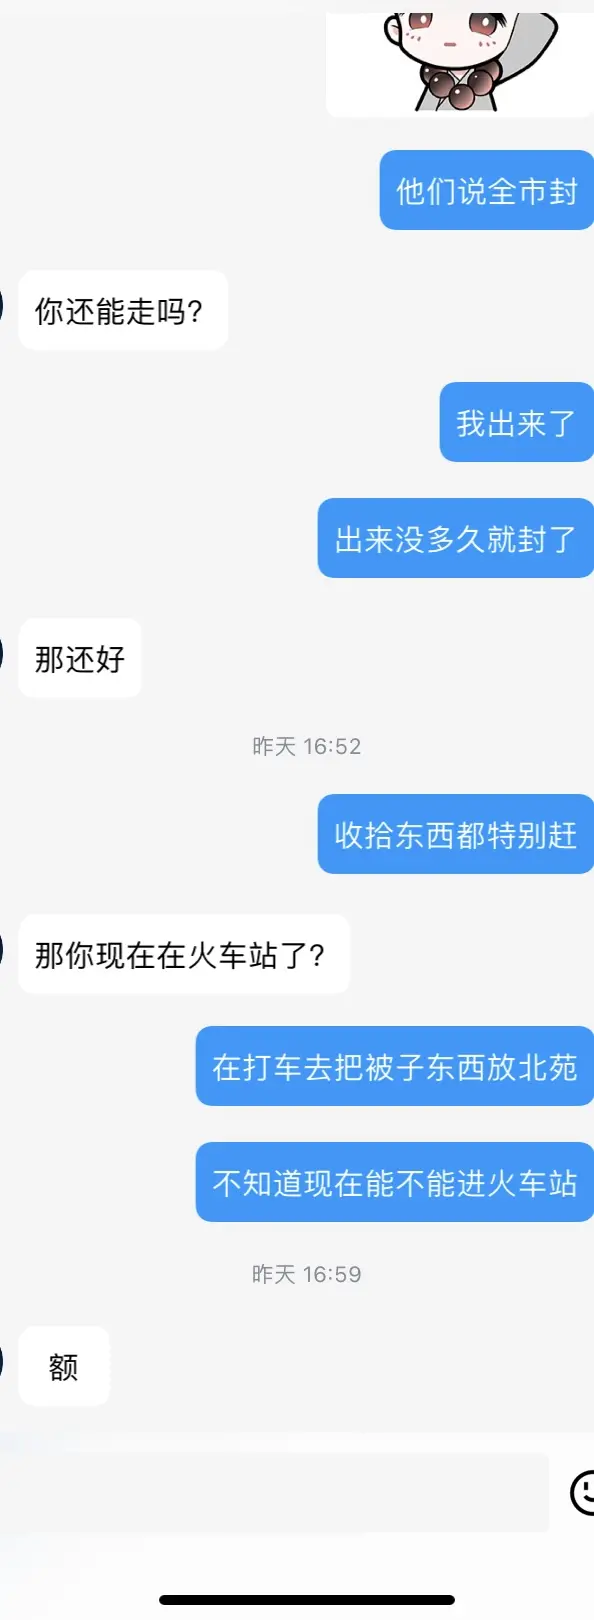 他们说全市封
你还能走吗?
我出来了
出来没多久就封了
那还好
昨天 16:52
收拾东西都特别赶
那你现在在火车站了?
在打车去把被子东西放北苑
不知道现在能不能进火车站
昨天 16:59
额